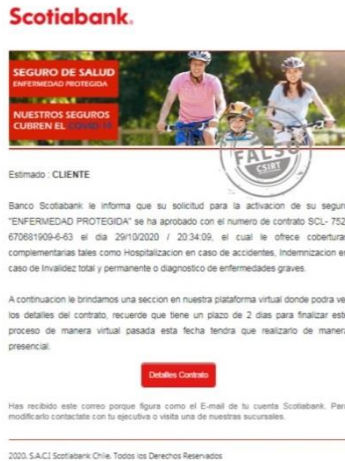 Scotiabank.
SEGURO DE SALUD
ENFERMEDAD PROTEGIDA
NUESTROS SEGUROS
CUBREN EL COVID-19
FALSO
CSIRT
Estimado : CLIENTE
Banco Scotiabank le informa que su solicitud para la activacion de su segur
"ENFERMEDAD PROTEGIDA" se ha aprobado con el numero de contrato SCL- 752
670681909-6-63 el dia 29/10/2020 / 20:34:09, el cual le ofrece cobertura
complementarias tales como Hospitalizacion en caso de accidentes, Indemnizacion e
caso de Invalidez total y permanente o diagnostico de enfermedades graves.
A continuacion le brindamos una seccion en nuestra plataforma virtual donde podra ve
los detalles del contrato, recuerde que tiene un plazo de 2 dias para finalizar est
proceso de manera virtual pasada esta fecha tendra que realizarlo de maner
presencial.
Detalles Contrato
Has recibido este correo porque figura como el E-mail de tu cuenta Scotiabank. Par
modificarlo contactate con tu ejecutiva o visita una de nuestras sucursales.
2020. S.A.C.I Scotiabank Chile. Todos los Derechos Reservados